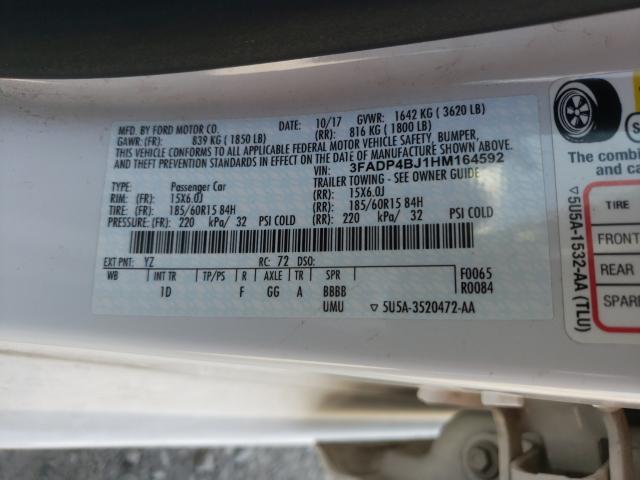 MFD. BY FORD MOTOR CO. DATE: 10/17 GVWR: 1642 KG ( 3620 LB)
GAWR: (FR): 839 KG ( 1850 LB) (RR): 816 KG ( 1800 LB)
THIS VEHICLE CONFORMS TO ALL APPLICABLE FEDERAL MOTOR VEHICLE SAFETY, BUMPER,
AND THEFT PREVENTION STANDARDS IN EFFECT ON THE DATE OF MANUFACTURE SHOWN ABOVE.
VIN: 3FADP4BJ1HM164592
TYPE: Passenger Car TRAILER TOWING - SEE OWNER GUIDE
RIM: (FR): 15X6.0J (RR): 15X6.0J
TIRE: (FR): 185/60R15 84H (RR): 185/60R15 84H
PRESSURE: (FR): 220 kPa/ 32 PSI COLD (RR): 220 kPa/ 32 PSI COLD
EXT PNT: YZ RC: 72 DSO:
WB INT TR TP/PS R AXLE TR SPR F0065
1D F GG A BBBB R0084
UMU ▽5U5A-3520472-AA
▽5U5A-1532-AA (TLU)
The combin
TIRE
FRONT
REAR
SPARE